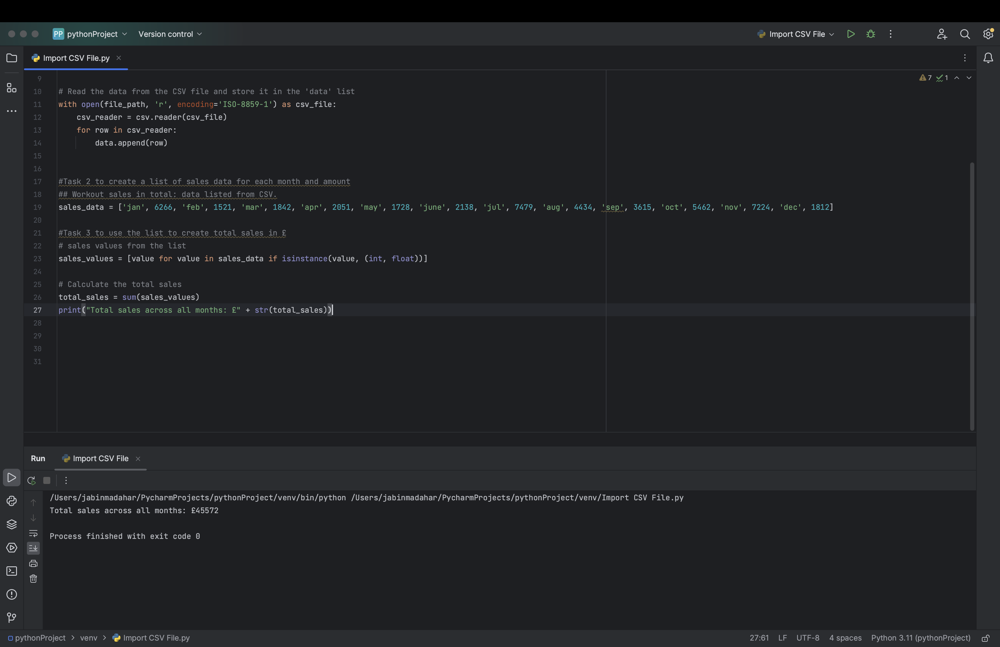 PP pythonProject Version control Import CSV File
Import CSV File.py
7 1
9
10 # Read the data from the CSV file and store it in the 'data' list
11 with open(file_path, 'r', encoding='ISO-8859-1') as csv_file:
12 csv_reader = csv.reader(csv_file)
13 for row in csv_reader:
14 data.append(row)
15
16
17 #Task 2 to create a list of sales data for each month and amount
18 ## Workout sales in total: data listed from CSV.
19 sales_data = ['jan', 6266, 'feb', 1521, 'mar', 1842, 'apr', 2051, 'may', 1728, 'june', 2138, 'jul', 7479, 'aug', 4434, 'sep', 3615, 'oct', 5462, 'nov', 7224, 'dec', 1812]
20
21 #Task 3 to use the list to create total sales in £
22 # sales values from the list
23 sales_values = [value for value in sales_data if isinstance(value, (int, float))]
24
25 # Calculate the total sales
26 total_sales = sum(sales_values)
27 print("Total sales across all months: £" + str(total_sales))
28
29
30
31
Run Import CSV File
/Users/jabinmadahar/PycharmProjects/pythonProject/venv/bin/python /Users/jabinmadahar/PycharmProjects/pythonProject/venv/Import CSV File.py
Total sales across all months: £45572
Process finished with exit code 0
pythonProject > venv > Import CSV File.py 27:61 LF UTF-8 4 spaces Python 3.11 (pythonProject)